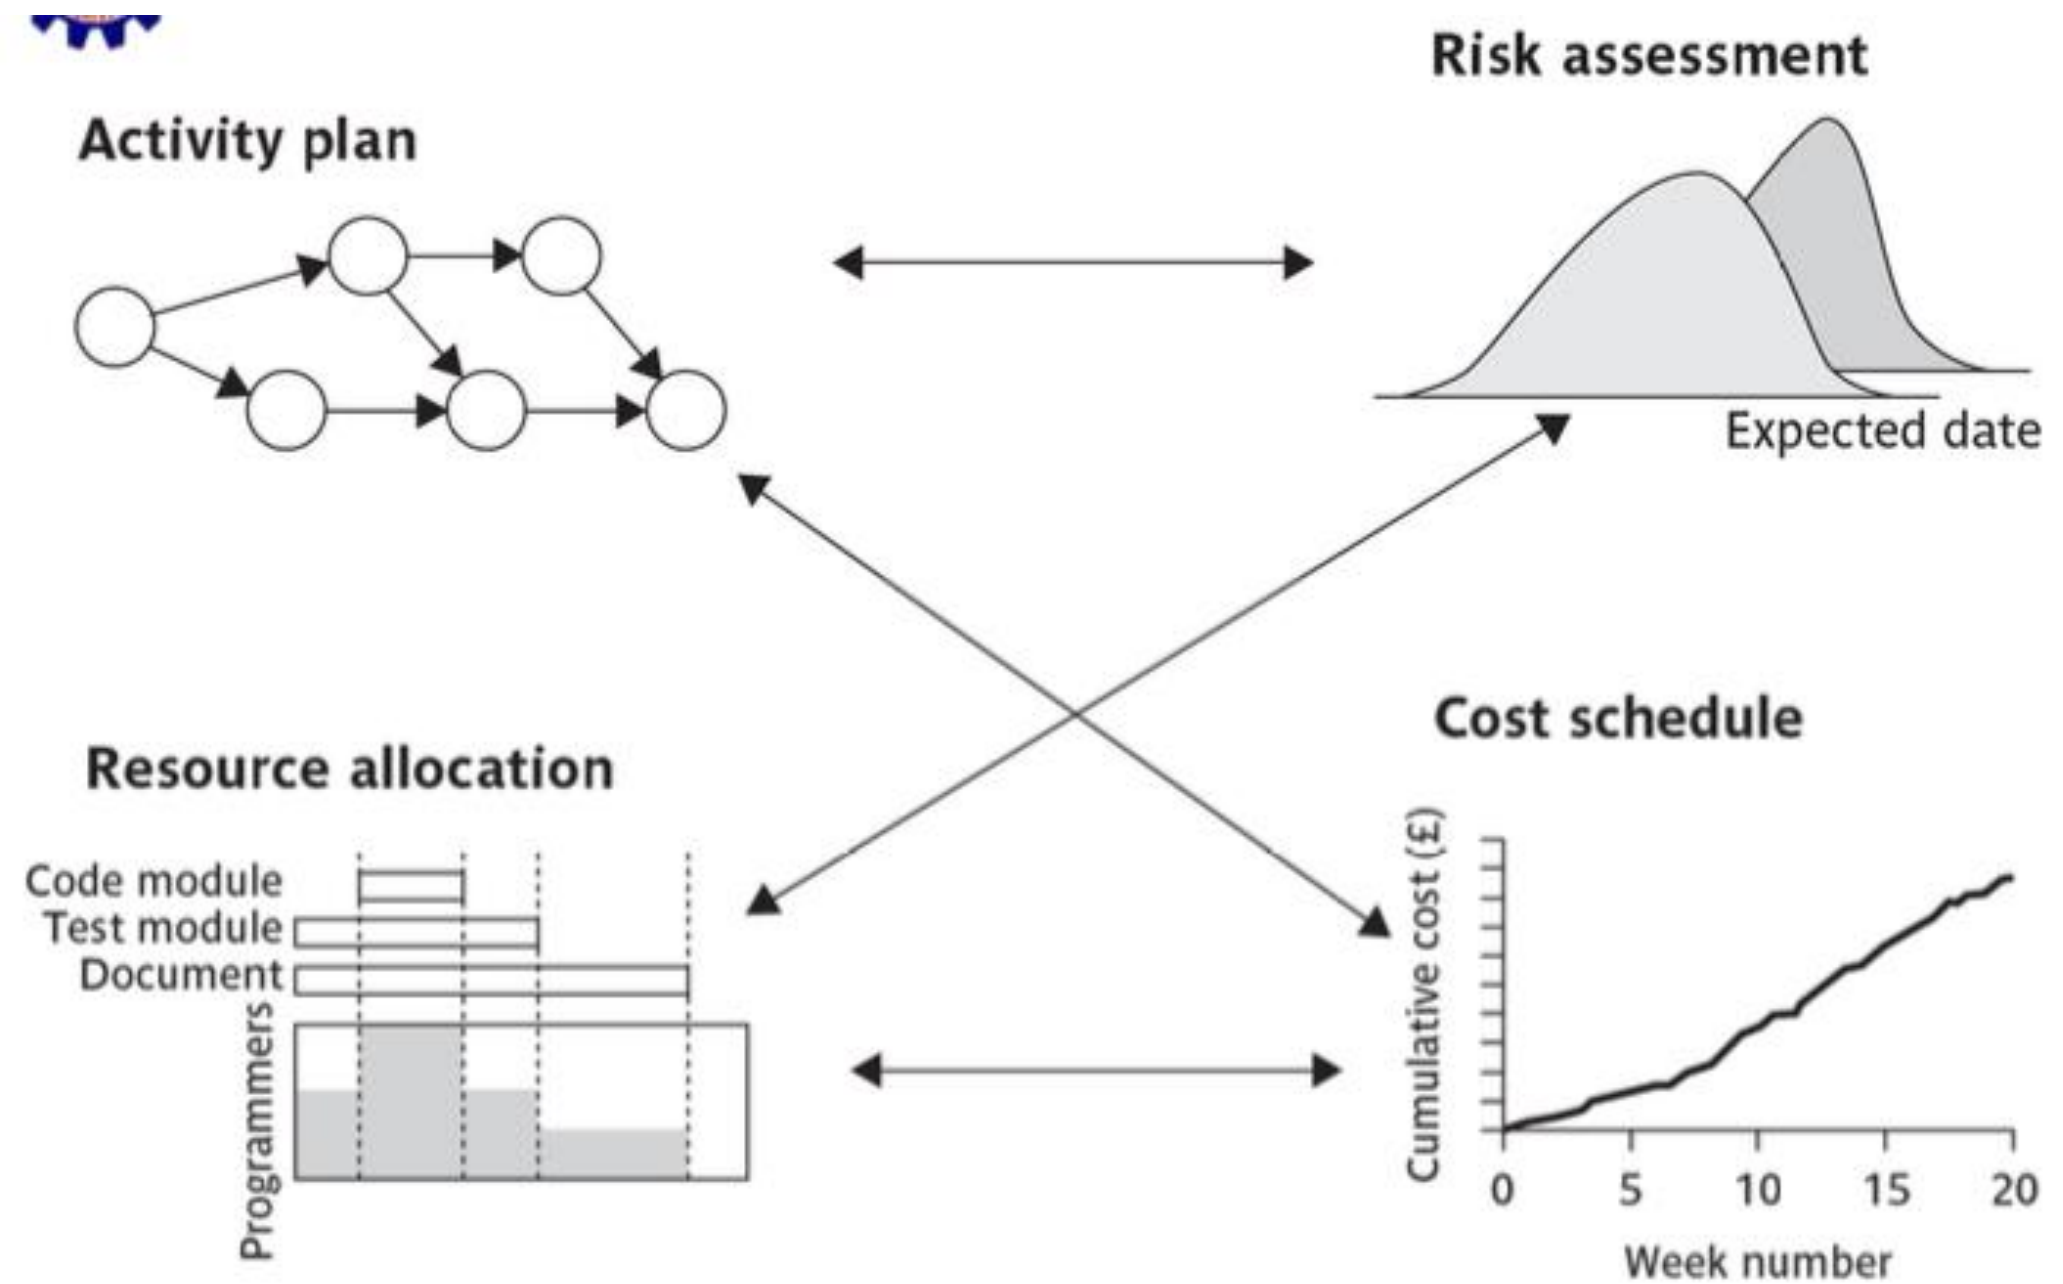 Risk assessment
Activity plan
Expected date
Cost schedule
Resource allocation
Code module
Test module
Document
Programmers
Cumulative cost (£)
0 5 10 15 20
Week number